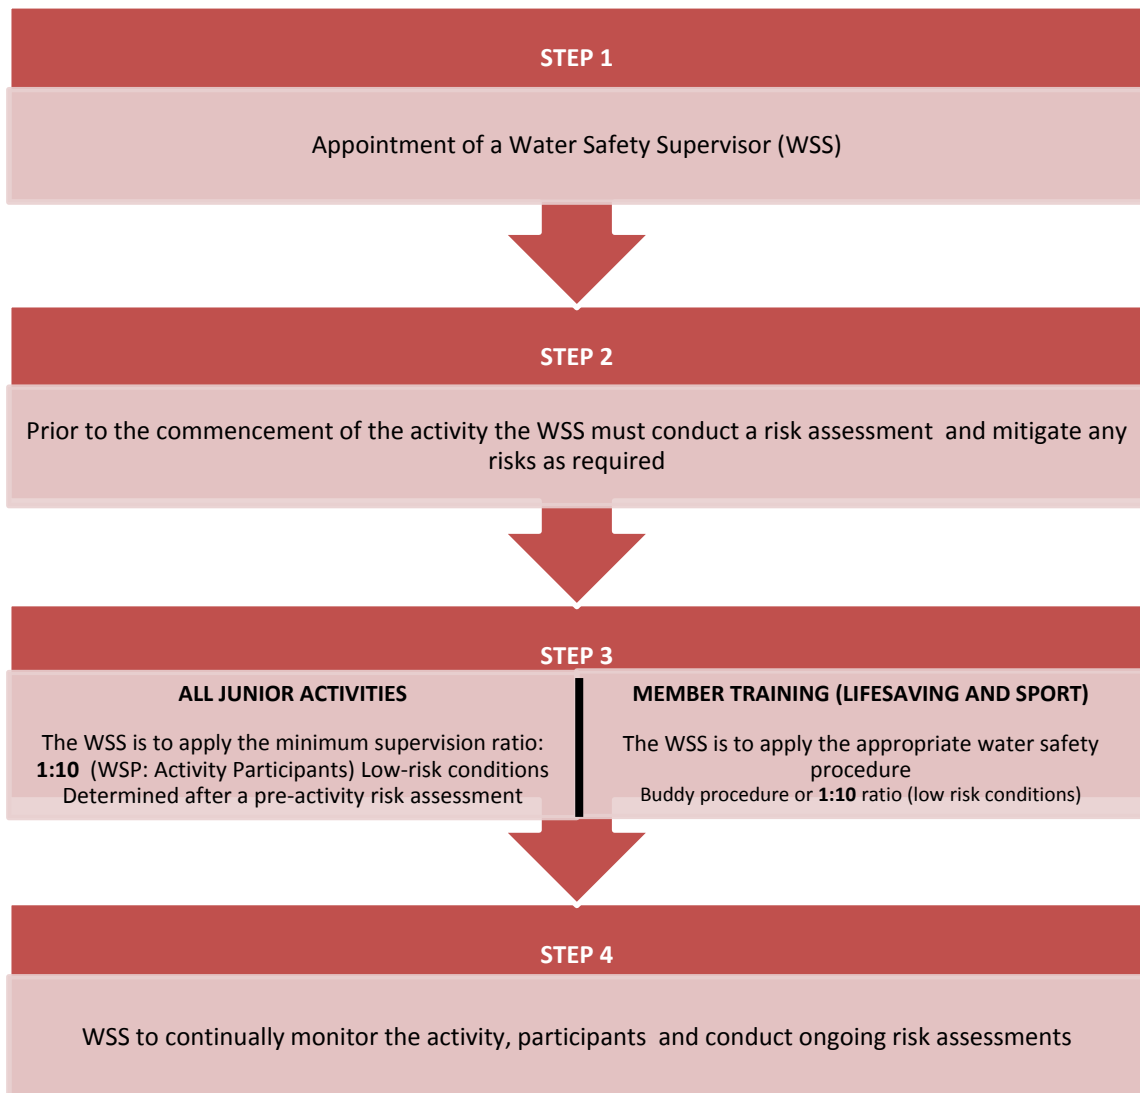 STEP 1
Appointment of a Water Safety Supervisor (WSS)
STEP 2
Prior to the commencement of the activity the WSS must conduct a risk assessment  and mitigate any
risks as required
STEP 3
ALL JUNIOR ACTIVITIES
The WSS is to apply the minimum supervision ratio:
1:10  (WSP: Activity Participants) Low-risk conditions
Determined after a pre-activity risk assessment
MEMBER TRAINING (LIFESAVING AND SPORT)
The WSS is to apply the appropriate water safety
procedure
Buddy procedure or 1:10 ratio (low risk conditions)
STEP 4
WSS to continually monitor the activity, participants  and conduct ongoing risk assessments